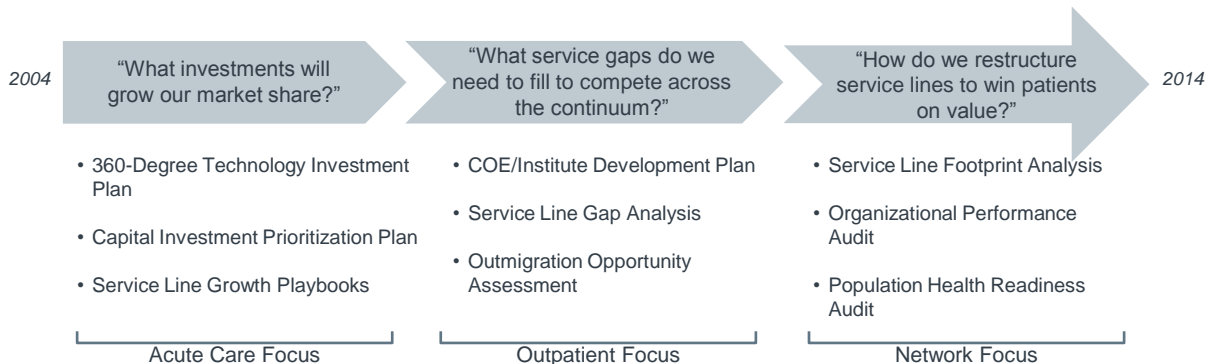 2004
“What investments will
grow our market share?”
“What service gaps do we
need to fill to compete across
the continuum?”
“How do we restructure
service lines to win patients
on value?”
2014
• 360-Degree Technology Investment
Plan
• Capital Investment Prioritization Plan
• Service Line Growth Playbooks
Acute Care Focus
• COE/Institute Development Plan
• Service Line Gap Analysis
• Outmigration Opportunity
Assessment
Outpatient Focus
• Service Line Footprint Analysis
• Organizational Performance
Audit
• Population Health Readiness
Audit
Network Focus